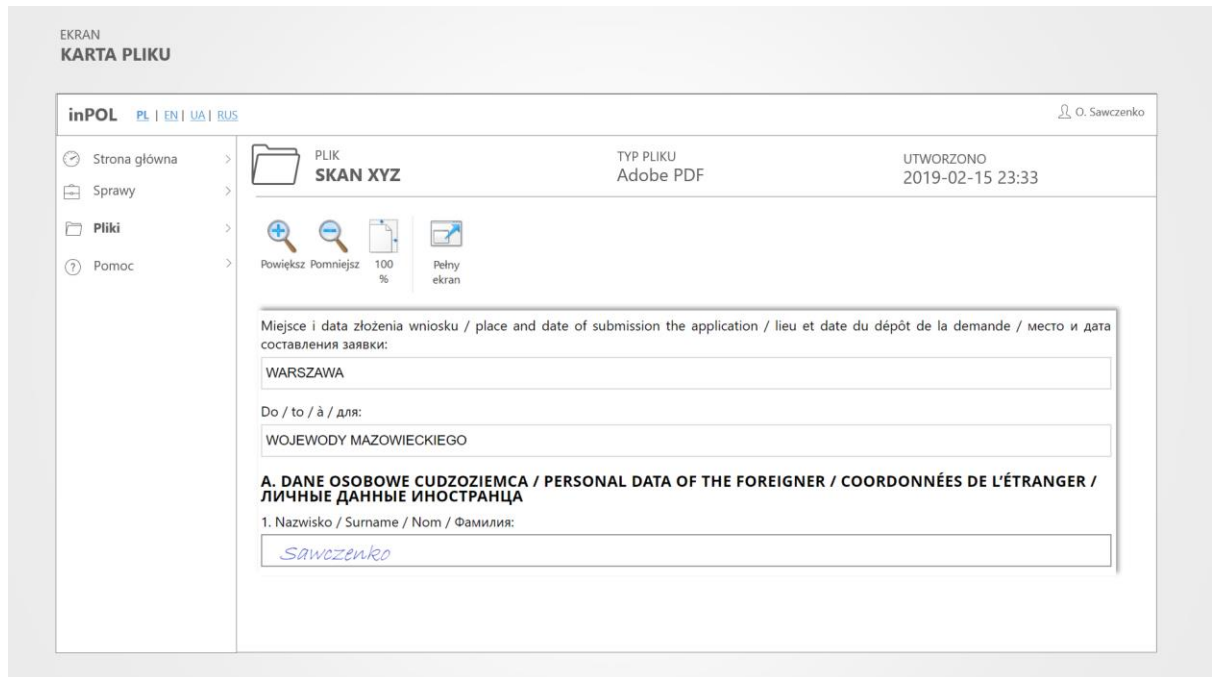 EKRAN
KARTA PLIKU
inPOL PL | EN | UA | RUS
O. Sawczenko
Strona główna
Sprawy
Pliki
Pomoc
PLIK
SKAN XYZ
TYP PLIKU
Adobe PDF
UTWORZONO
2019-02-15 23:33
Powiększ Pomniejsz 100 Pełny
% ekran
Miejsce i data złożenia wniosku / place and date of submission the application / lieu et date du dépôt de la demande / место и дата
составления заявки:
WARSZAWA
Do / to / à / для:
WOJEWODY MAZOWIECKIEGO
A. DANE OSOBOWE CUDZOZIEMCA / PERSONAL DATA OF THE FOREIGNER / COORDONNÉES DE L'ÉTRANGER /
ЛИЧНЫЕ ДАННЫЕ ИНОСТРАНЦА
1. Nazwisko / Surname / Nom / Фамилия:
Sawczenko